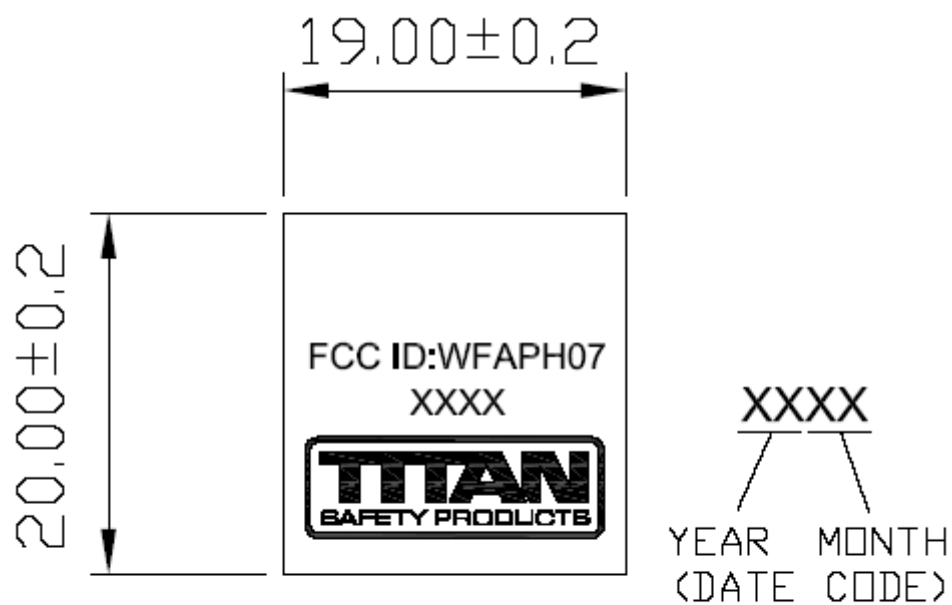 19.00±0.2
20.00±0.2
FCC ID:WFAPH07
XXXX
TITAN
SAFETY PRODUCTS
XXXX
YEAR MONTH
(DATE CODE)